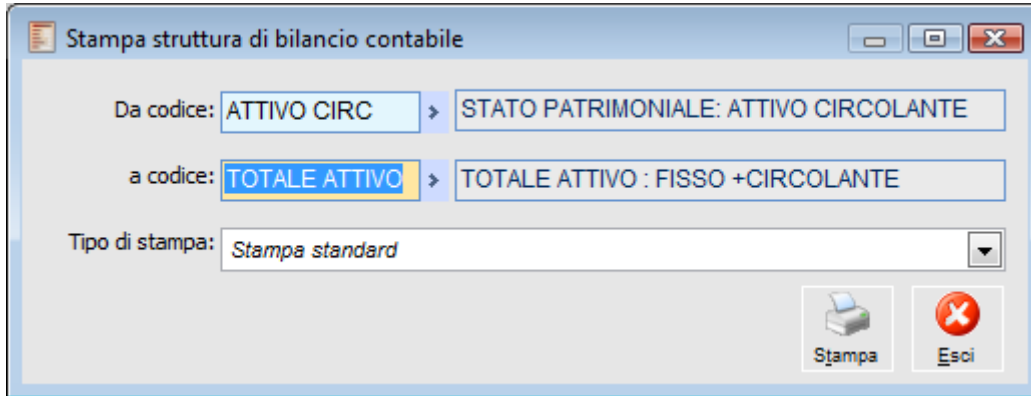 Stampa struttura di bilancio contabile
Da codice: ATTIVO CIRC STATO PATRIMONIALE: ATTIVO CIRCOLANTE
a codice: TOTALE ATTIVO TOTALE ATTIVO : FISSO +CIRCOLANTE
Tipo di stampa: Stampa standard
Stampa Esci